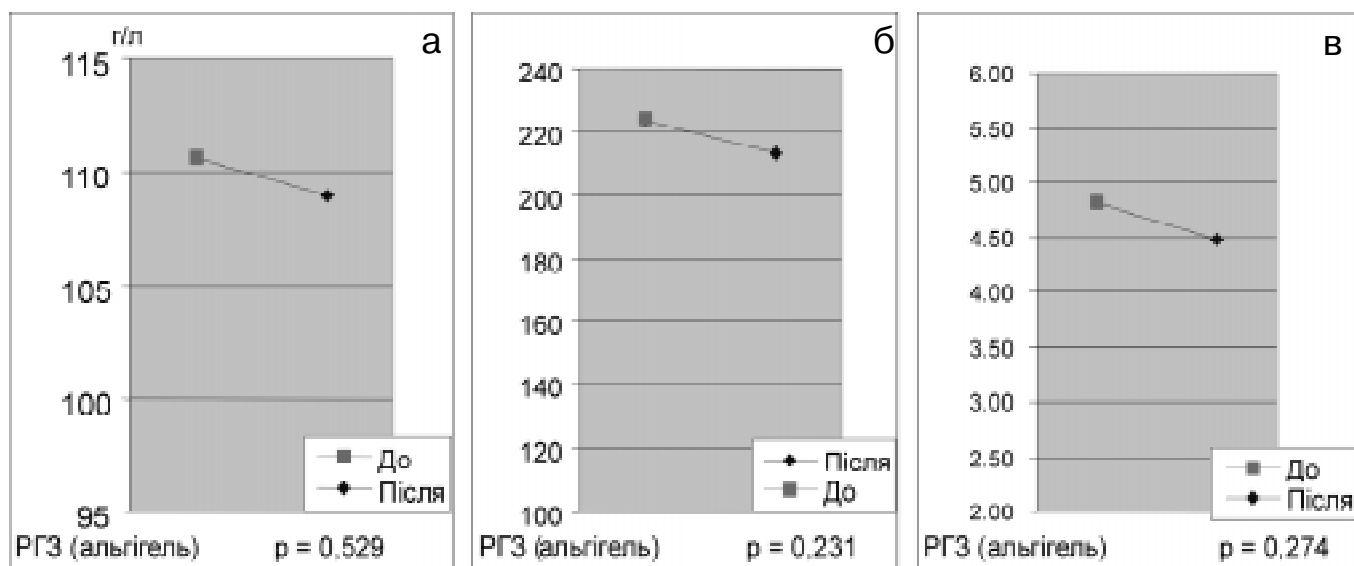 г/л
а
115
110
105
100
95
До
Після
РГЗ (альгігель) р = 0,529
б
240
220
200
180
160
140
120
100
Після
До
РГЗ (альгігель) р = 0,231
в
6.00
5.50
5.00
4.50
4.00
3.50
3.00
2.50
2.00
До
Після
РГЗ (альгігель) р = 0,274